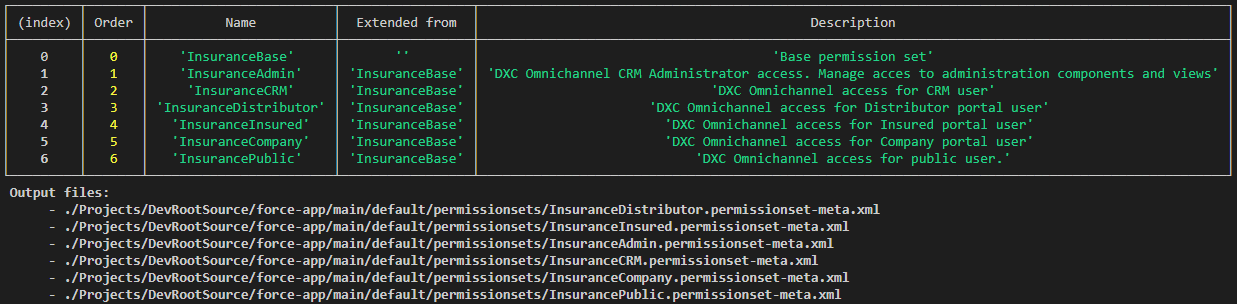 (index) Order Name Extended from Description
0 0 'InsuranceBase' '' 'Base permission set'
1 1 'InsuranceAdmin' 'InsuranceBase' 'DXC Omnichannel CRM Administrator access. Manage acces to administration components and views'
2 2 'InsuranceCRM' 'InsuranceBase' 'DXC Omnichannel access for CRM user'
3 3 'InsuranceDistributor' 'InsuranceBase' 'DXC Omnichannel access for Distributor portal user'
4 4 'InsuranceInsured' 'InsuranceBase' 'DXC Omnichannel access for Insured portal user'
5 5 'InsuranceCompany' 'InsuranceBase' 'DXC Omnichannel access for Company portal user'
6 6 'InsurancePublic' 'InsuranceBase' 'DXC Omnichannel access for public user.'
Output files:
- ./Projects/DevRootSource/force-app/main/default/permissionsets/InsuranceDistributor.permissionset-meta.xml
- ./Projects/DevRootSource/force-app/main/default/permissionsets/InsuranceInsured.permissionset-meta.xml
- ./Projects/DevRootSource/force-app/main/default/permissionsets/InsuranceAdmin.permissionset-meta.xml
- ./Projects/DevRootSource/force-app/main/default/permissionsets/InsuranceCRM.permissionset-meta.xml
- ./Projects/DevRootSource/force-app/main/default/permissionsets/InsuranceCompany.permissionset-meta.xml
- ./Projects/DevRootSource/force-app/main/default/permissionsets/InsurancePublic.permissionset-meta.xml